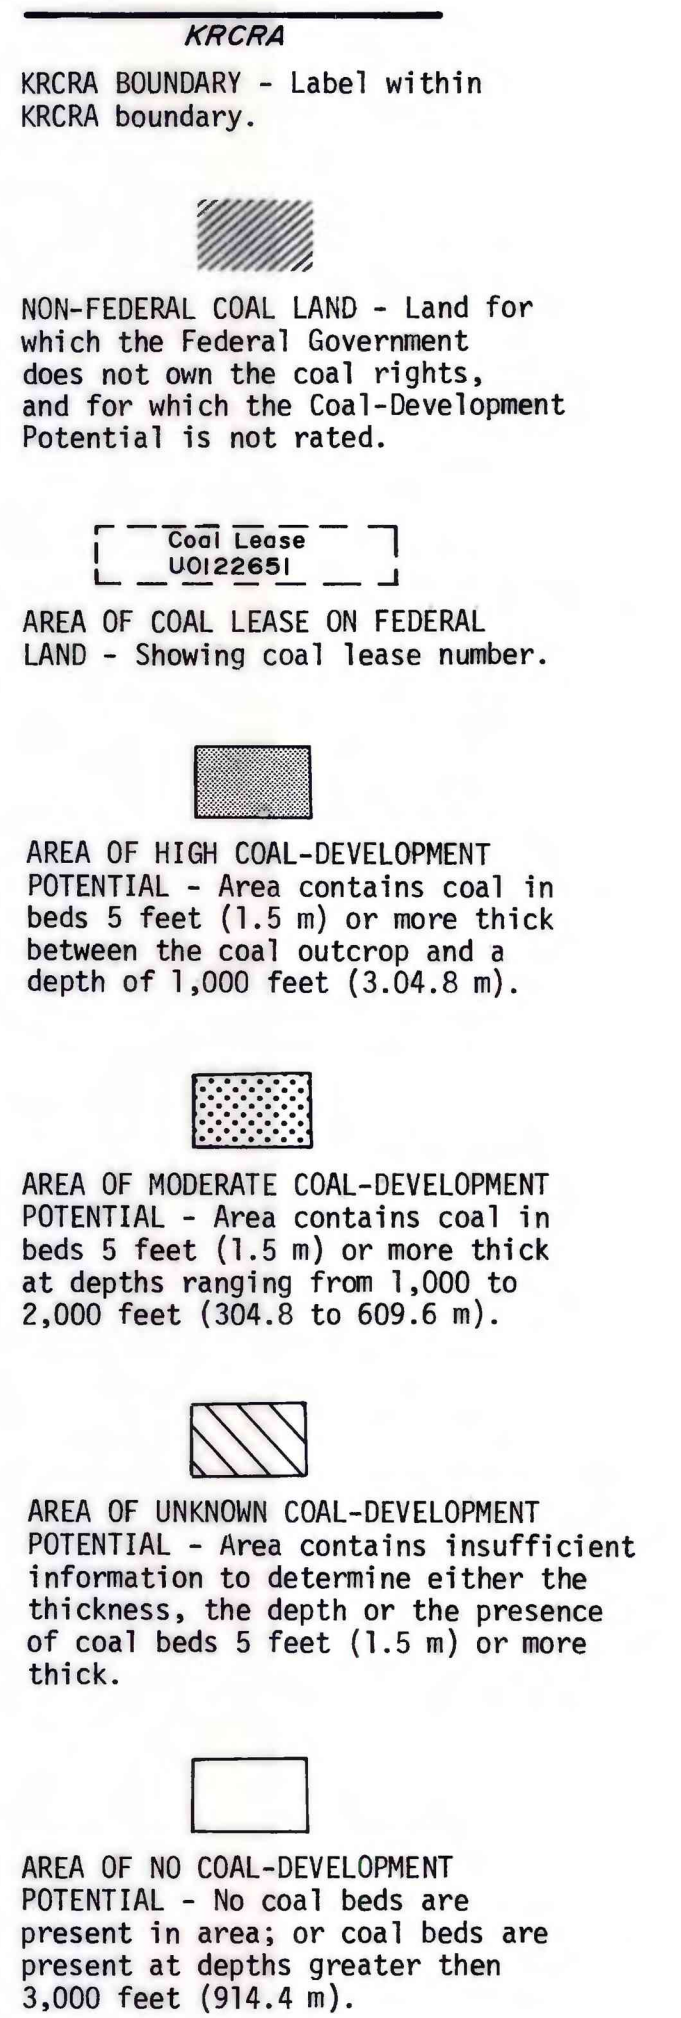 KRCRA
KRCRA BOUNDARY - Label within
KRCRA boundary.
NON-FEDERAL COAL LAND - Land for
which the Federal Government
does not own the coal rights,
and for which the Coal-Development
Potential is not rated.
Coal Lease
U0122651
AREA OF COAL LEASE ON FEDERAL
LAND - Showing coal lease number.
AREA OF HIGH COAL-DEVELOPMENT
POTENTIAL - Area contains coal in
beds 5 feet (1.5 m) or more thick
between the coal outcrop and a
depth of 1,000 feet (3.04.8 m).
AREA OF MODERATE COAL-DEVELOPMENT
POTENTIAL - Area contains coal in
beds 5 feet (1.5 m) or more thick
at depths ranging from 1,000 to
2,000 feet (304.8 to 609.6 m).
AREA OF UNKNOWN COAL-DEVELOPMENT
POTENTIAL - Area contains insufficient
information to determine either the
thickness, the depth or the presence
of coal beds 5 feet (1.5 m) or more
thick.
AREA OF NO COAL-DEVELOPMENT
POTENTIAL - No coal beds are
present in area; or coal beds are
present at depths greater then
3,000 feet (914.4 m).